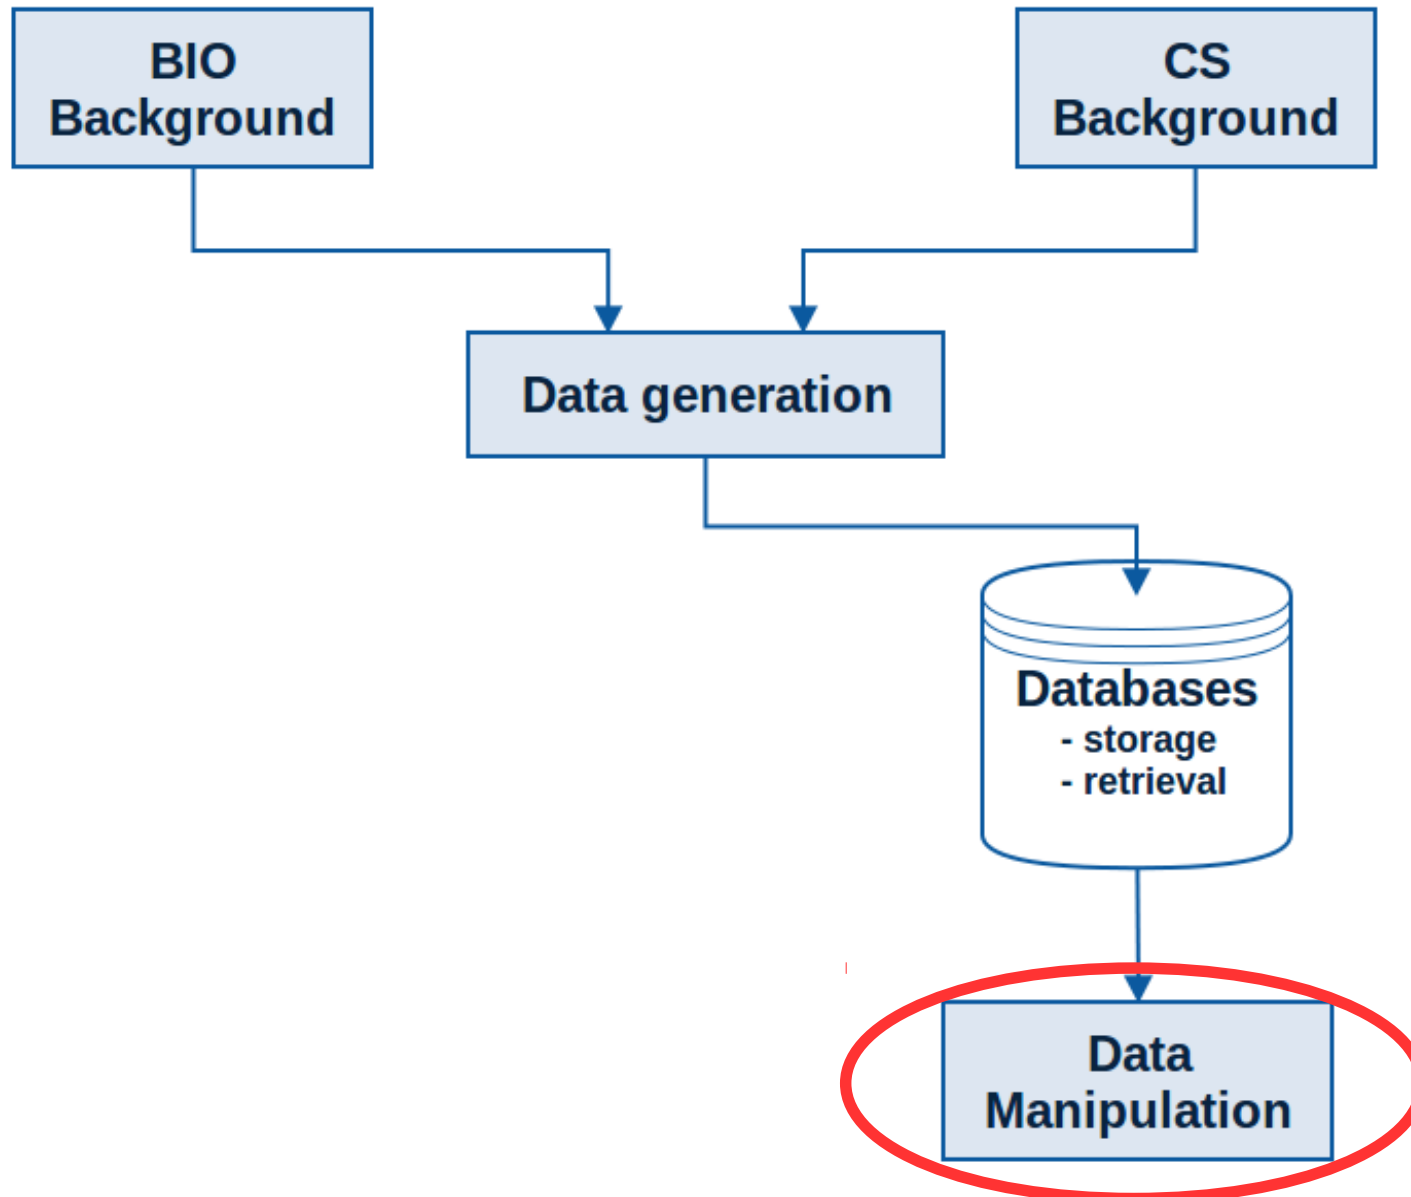 BIO
Background
CS
Background
Data generation
Databases
- storage
- retrieval
Data
Manipulation